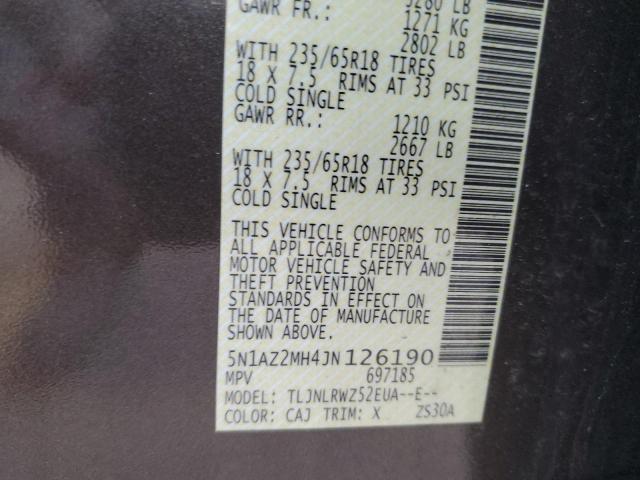 GAWR FR.:
1271 KG
2802 LB
WITH 235/65R18 TIRES
18 X 7.5 RIMS AT 33 PSI
COLD SINGLE
GAWR RR.:
1210 KG
2667 LB
WITH 235/65R18 TIRES
18 X 7.5 RIMS AT 33 PSI
COLD SINGLE
THIS VEHICLE CONFORMS TO
ALL APPLICABLE FEDERAL
MOTOR VEHICLE SAFETY AND
THEFT PREVENTION
STANDARDS IN EFFECT ON
THE DATE OF MANUFACTURE
SHOWN ABOVE.
5N1AZ2MH4JN126190
MPV 697185
MODEL: TLJNLRWZ52EUA--E--
COLOR: CAJ TRIM: X ZS30A